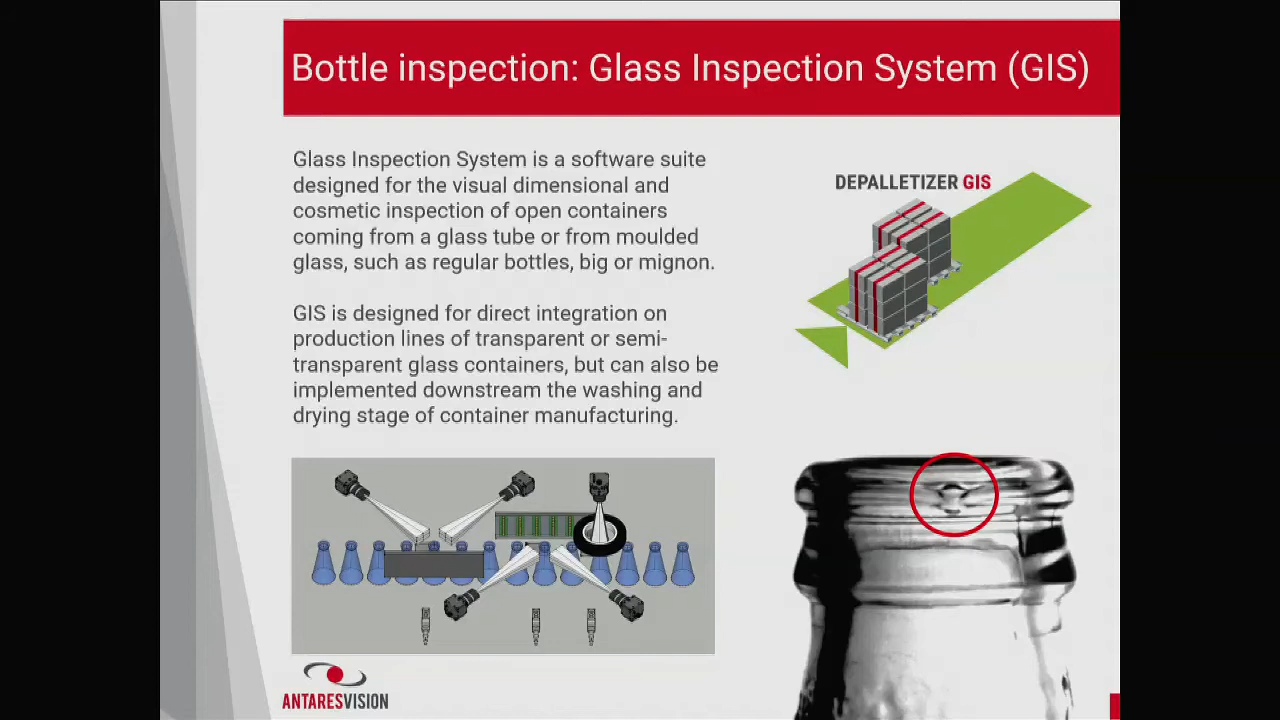 Bottle inspection: Glass Inspection System (GIS)
Glass Inspection System is a software suite
designed for the visual dimensional and
cosmetic inspection of open containers
coming from a glass tube or from moulded
glass, such as regular bottles, big or mignon.
GIS is designed for direct integration on
production lines of transparent or semi-
transparent glass containers, but can also be
implemented downstream the washing and
drying stage of container manufacturing.
DEPALLETIZER GIS
ANTARESVISION